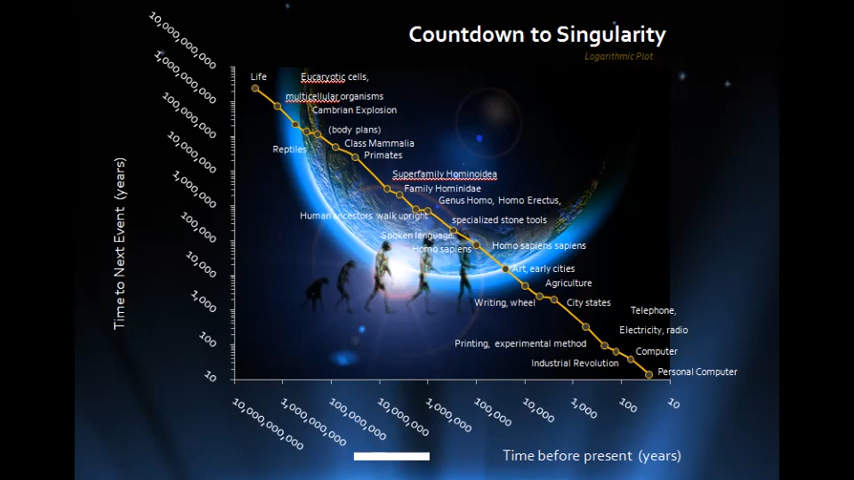 Countdown to Singularity
Logarithmic Plot
Time to Next Event (years)
10,000,000,000
1,000,000,000
100,000,000
10,000,000
1,000,000
100,000
10,000
1,000
100
10
Life
Eucaryotic cells,
multicellular organisms
Cambrian Explosion
(body plans)
Reptiles
Class Mammalia
Primates
Superfamily Hominoidea
Family Hominidae
Genus Homo, Homo Erectus,
specialized stone tools
Human ancestors walk upright
Spoken language
Homo sapiens
Homo sapiens sapiens
Art, early cities
Agriculture
Writing, wheel
City states
Telephone,
Electricity, radio
Printing, experimental method
Computer
Industrial Revolution
Personal Computer
10,000,000,000
1,000,000,000
100,000,000
10,000,000
1,000,000
100,000
10,000
1,000
100
10
Time before present (years)